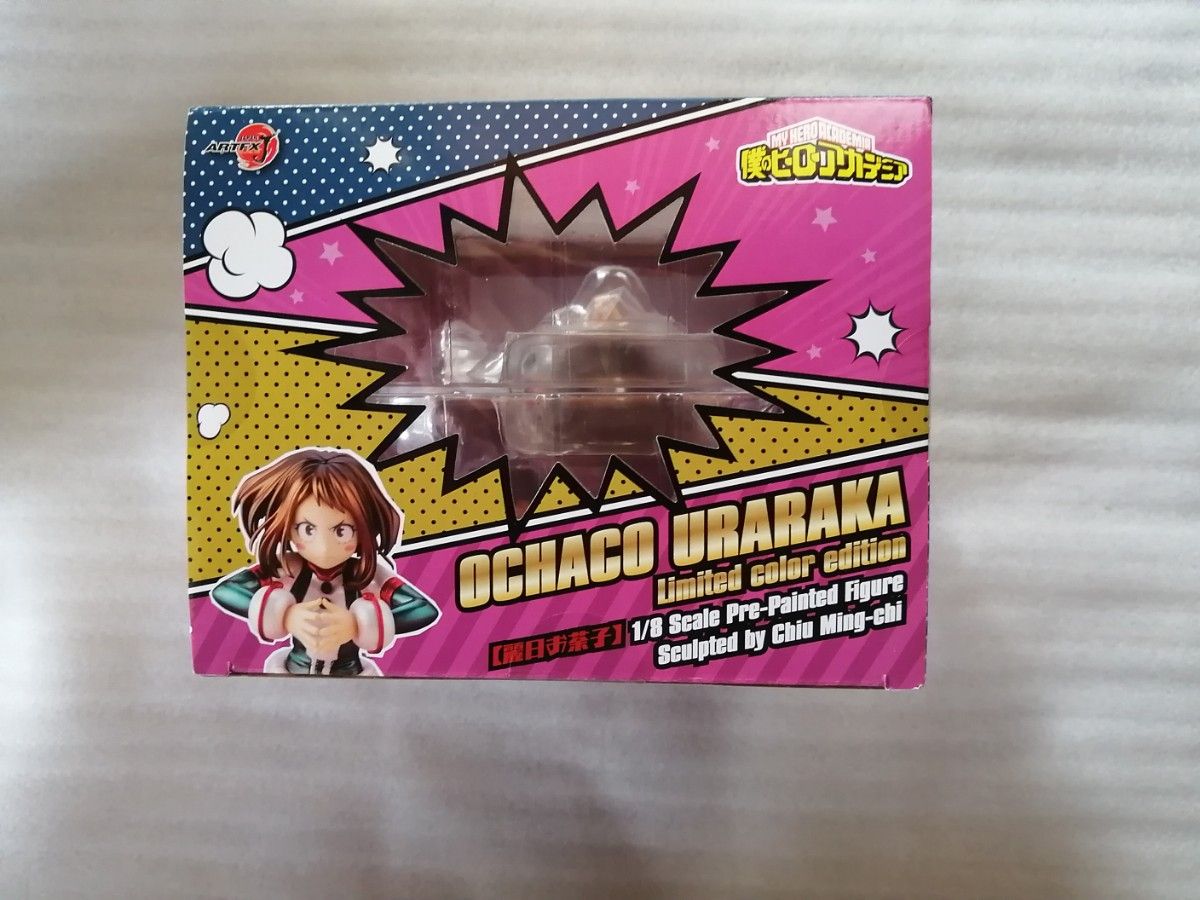 ARTFX J
MY HERO ACADEMIA
僕のヒーローアカデミア
OCHACO URARAKA
Limited color edition
【麗日お茶子】
1/8 Scale Pre-Painted Figure
Sculpted by Chiu Ming-chi